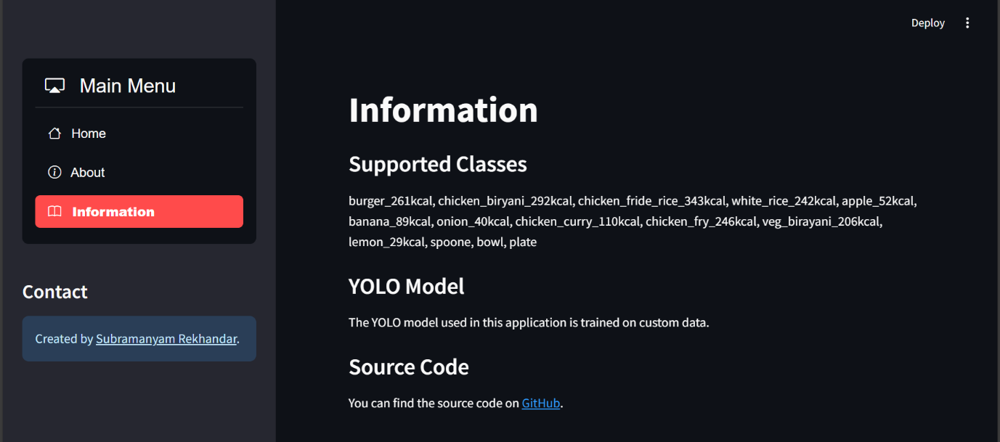 Deploy
Main Menu
Home
About
Information
Contact
Created by Subramanyam Rekhandar.
Information
Supported Classes
burger_261kcal, chicken_biryani_292kcal, chicken_fride_rice_343kcal, white_rice_242kcal, apple_52kcal,
banana_89kcal, onion_40kcal, chicken_curry_110kcal, chicken_fry_246kcal, veg_birayani_206kcal,
lemon_29kcal, spoone, bowl, plate
YOLO Model
The YOLO model used in this application is trained on custom data.
Source Code
You can find the source code on GitHub.